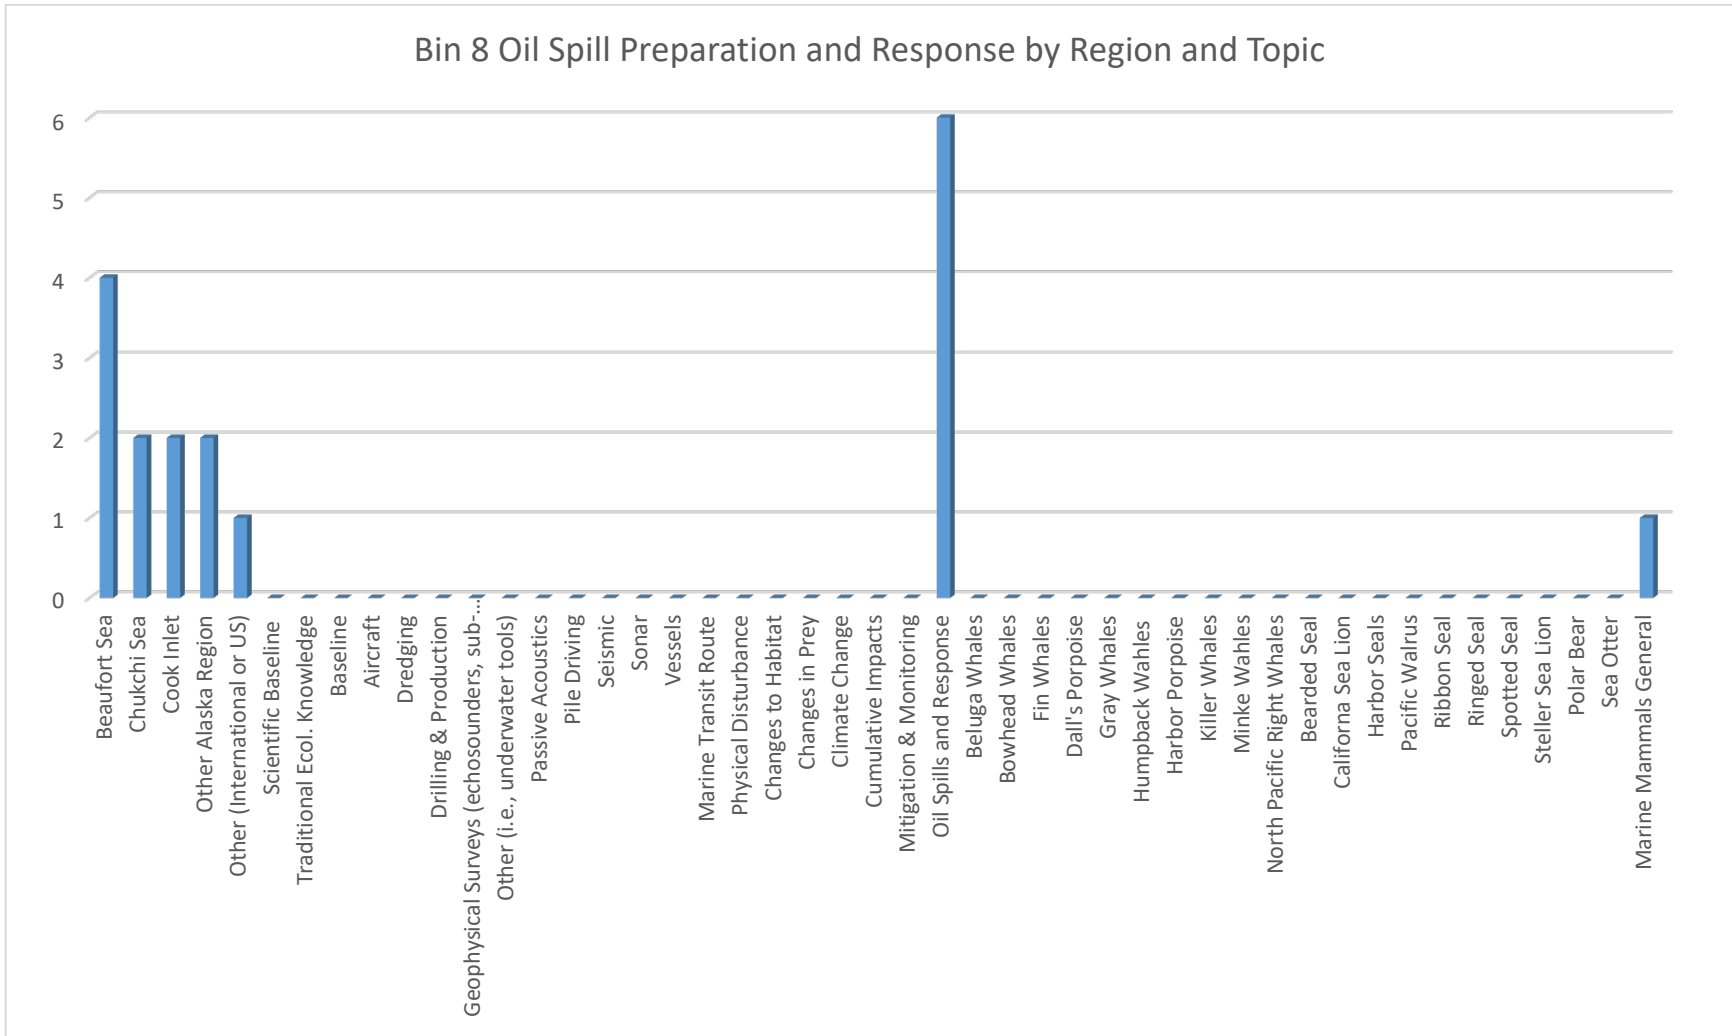 Bin 8 Oil Spill Preparation and Response by Region and Topic
6
5
4
3
2
1
0
Beaufort Sea
Chukchi Sea
Cook Inlet
Other Alaska Region
Other (International or US)
Scientific Baseline
Traditional Ecol. Knowledge
Baseline
Aircraft
Dredging
Drilling & Production
Geophysical Surveys (echosounders, sub-...
Other (i.e., underwater tools)
Passive Acoustics
Pile Driving
Seismic
Sonar
Vessels
Marine Transit Route
Physical Disturbance
Changes to Habitat
Changes in Prey
Climate Change
Cumulative Impacts
Mitigation & Monitoring
Oil Spills and Response
Beluga Whales
Bowhead Whales
Fin Whales
Dall's Porpoise
Gray Whales
Humpback Wahles
Harbor Porpoise
Killer Whales
Minke Wahles
North Pacific Right Whales
Bearded Seal
Californa Sea Lion
Harbor Seals
Pacific Walrus
Ribbon Seal
Ringed Seal
Spotted Seal
Steller Sea Lion
Polar Bear
Sea Otter
Marine Mammals General